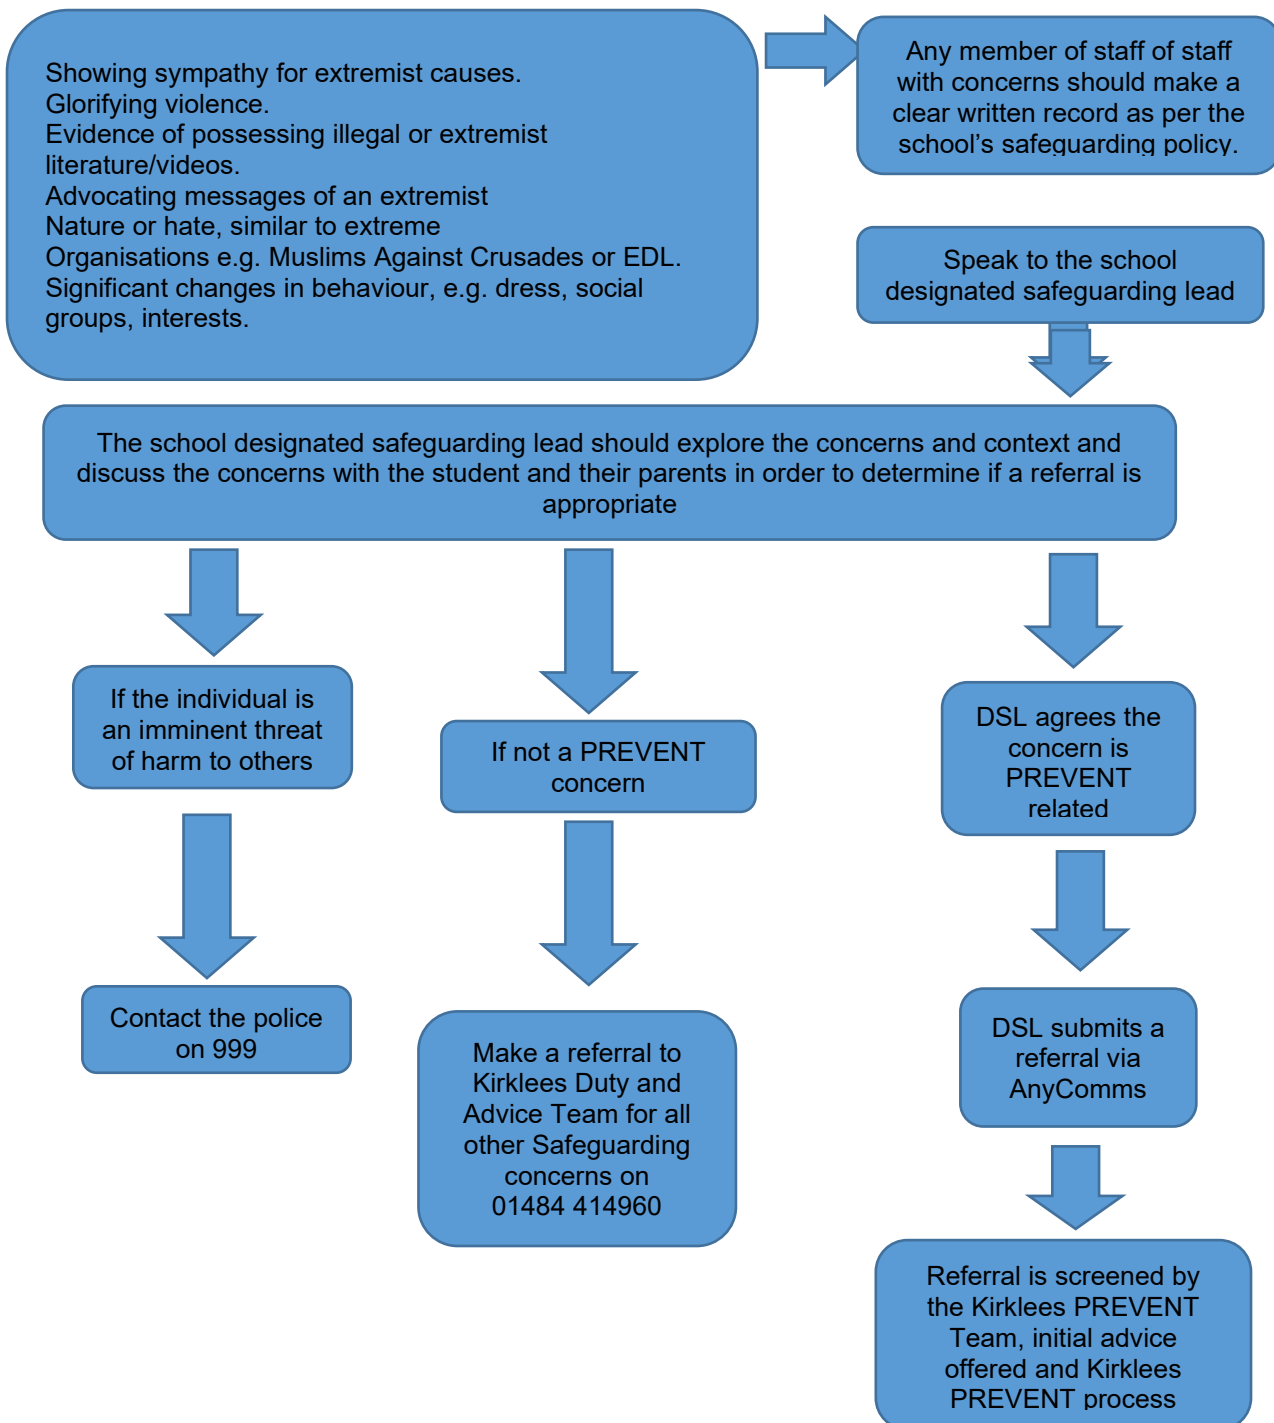 Showing sympathy for extremist causes.
Glorifying violence.
Evidence of possessing illegal or extremist
literature/videos.
Advocating messages of an extremist
Nature or hate, similar to extreme
Organisations e.g. Muslims Against Crusades or EDL.
Significant changes in behaviour, e.g. dress, social
groups, interests.
Any member of staff of staff
with concerns should make a
clear written record as per the
school’s safeguarding policy.
Speak to the school
designated safeguarding lead
The school designated safeguarding lead should explore the concerns and context and
discuss the concerns with the student and their parents in order to determine if a referral is
appropriate
If the individual is
an imminent threat
of harm to others
Contact the police
on 999
If not a PREVENT
concern
Make a referral to
Kirklees Duty and
Advice Team for all
other Safeguarding
concerns on
01484 414960
DSL agrees the
concern is
PREVENT
related
DSL submits a
referral via
AnyComms
Referral is screened by
the Kirklees PREVENT
Team, initial advice
offered and Kirklees
PREVENT process